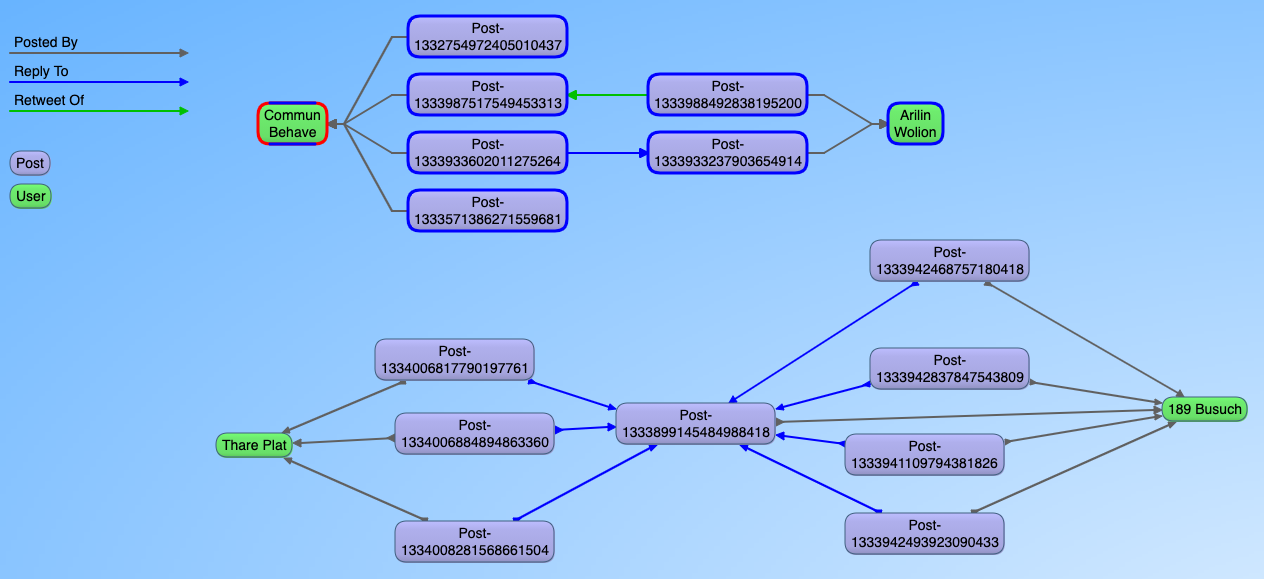 Posted By
Reply To
Retweet Of
Post
User
Post-
1332754972405010437
Post-
1333987517549453313
Post-
1333988492838195200
Commun
Behave
Arilin
Wolion
Post-
1333933602011275264
Post-
1333933237903654914
Post-
1333571386271559681
Post-
1333942468757180418
Post-
1334006817790197761
Post-
1333942837847543809
Post-
1333899145484988418
189 Busuch
Thare Plat
Post-
1334006884894863360
Post-
1333941109794381826
Post-
1334008281568661504
Post-
1333942493923090433